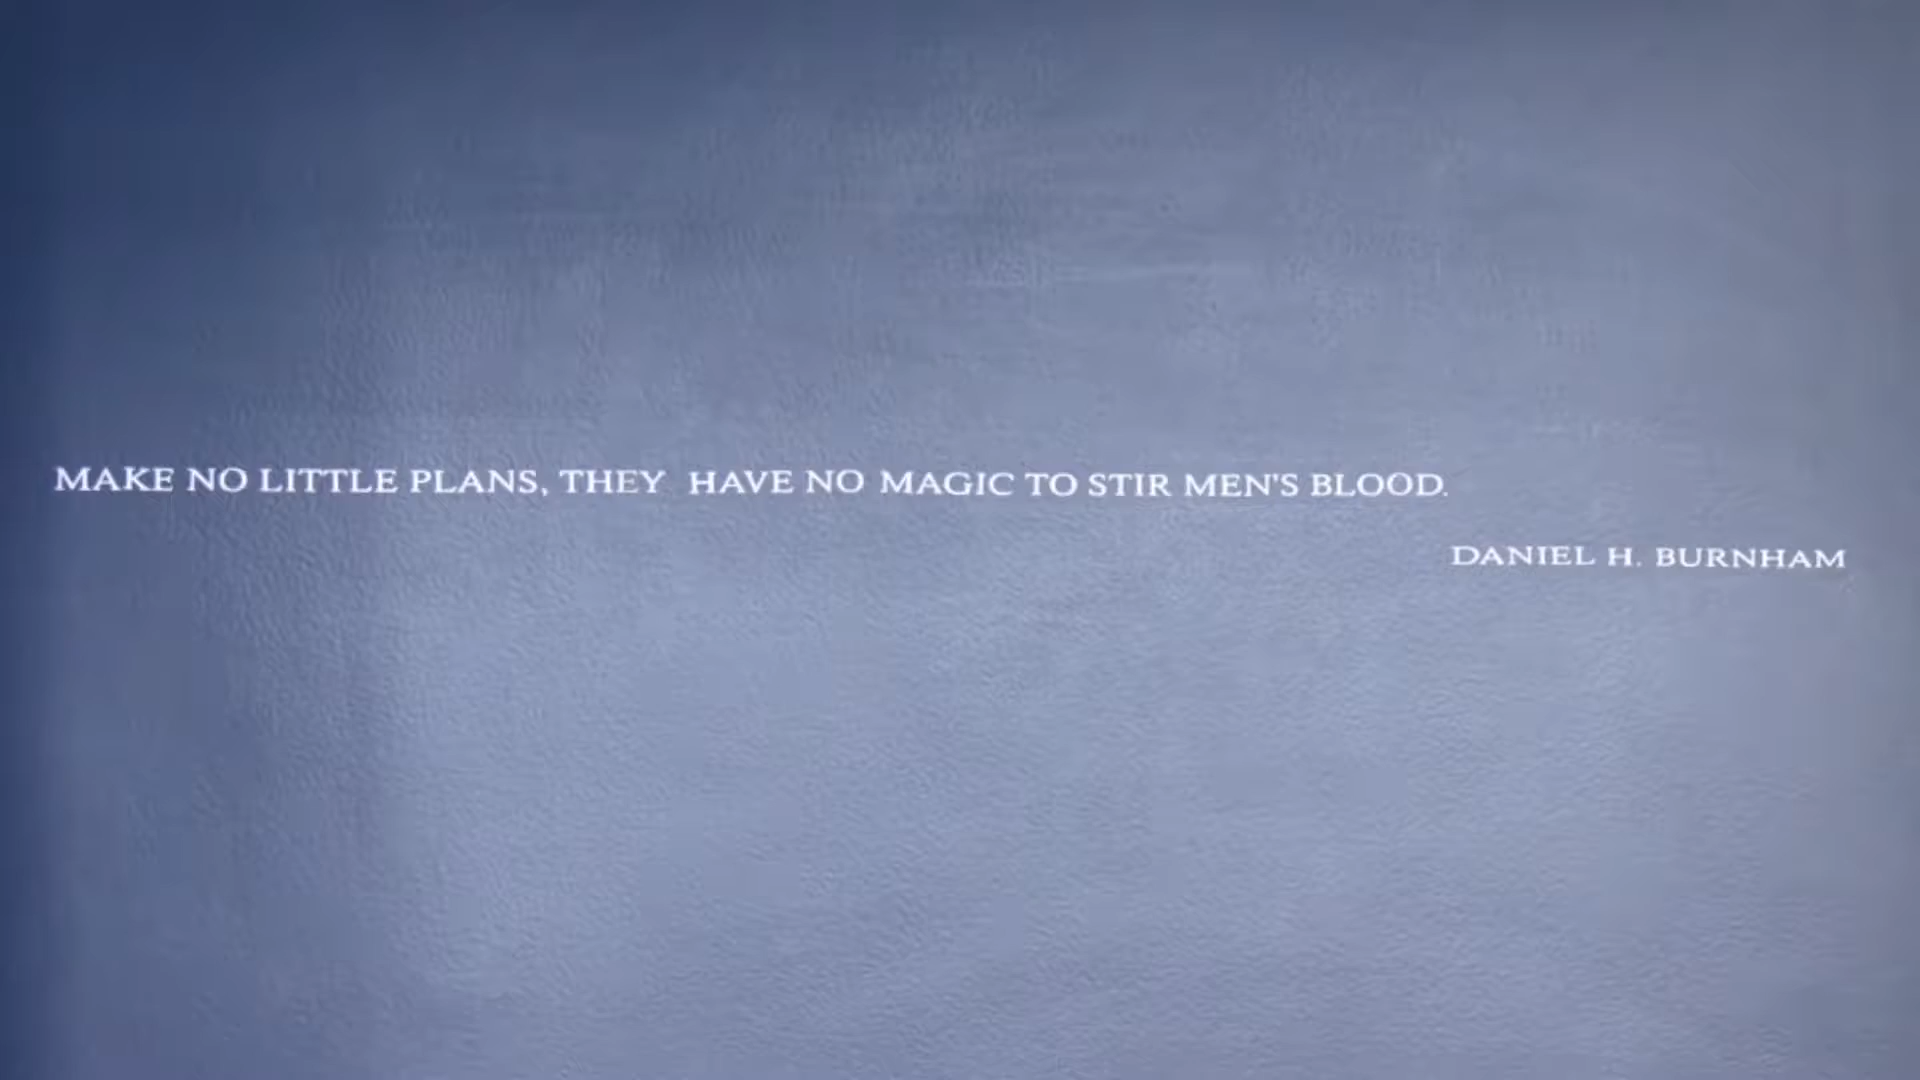 MAKE NO LITTLE PLANS, THEY HAVE NO MAGIC TO STIR MEN'S BLOOD.
DANIEL H. BURNHAM